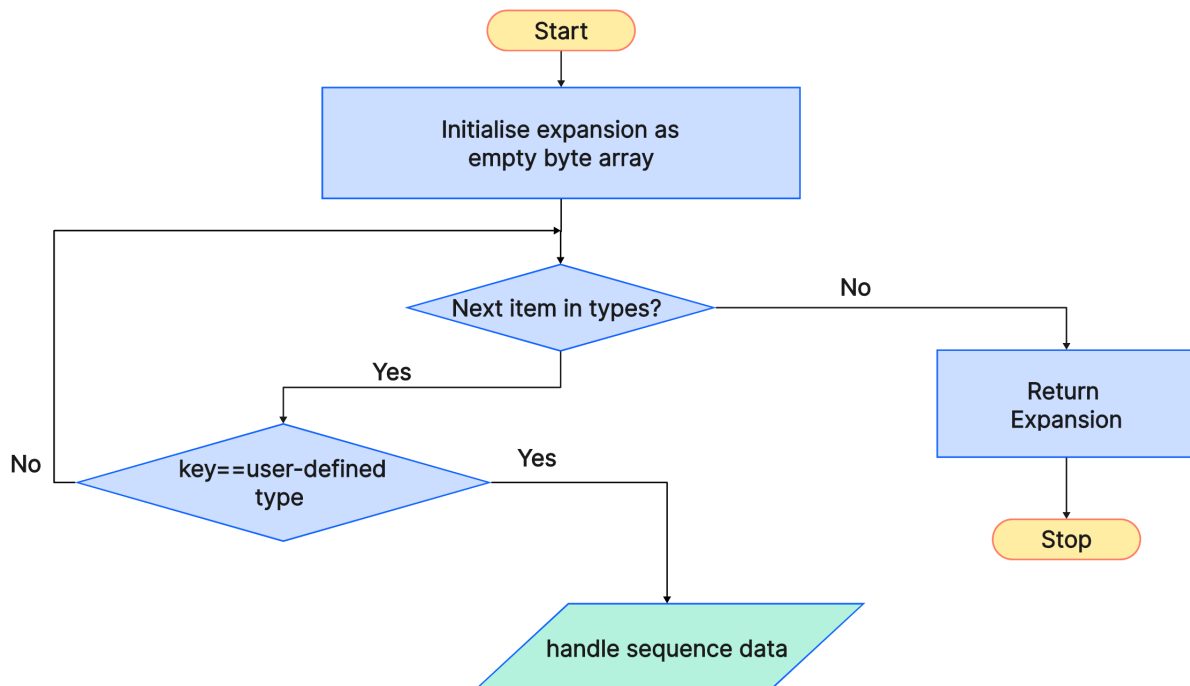 Start
Initialise expansion as
empty byte array
Next item in types?
No
Yes
Return
Expansion
No
key==user-defined
type
Yes
Stop
handle sequence data